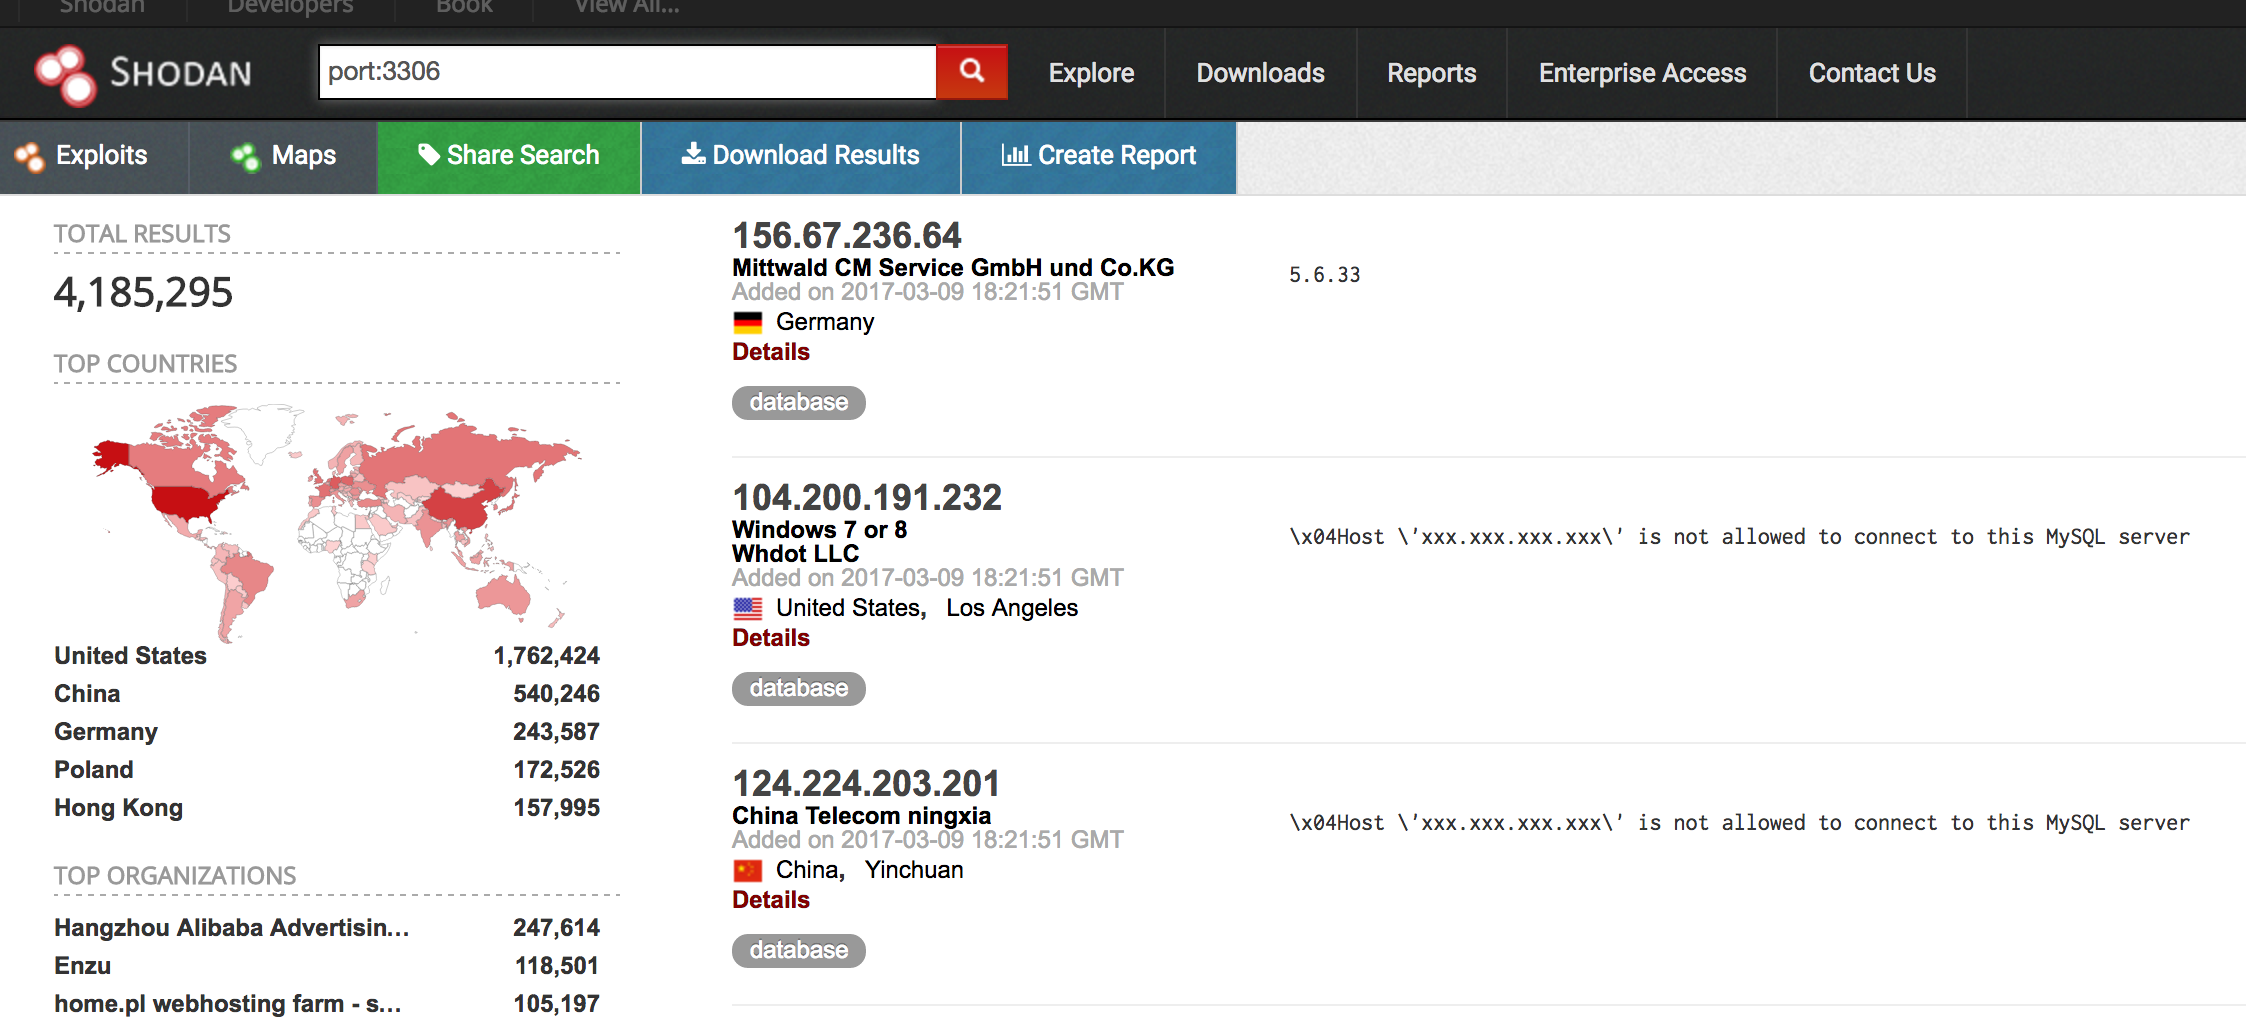 Shodan Developers Book View All...
SHODAN port:3306 Explore Downloads Reports Enterprise Access Contact Us
Exploits Maps Share Search Download Results Create Report
TOTAL RESULTS
4,185,295
TOP COUNTRIES
United States 1,762,424
China 540,246
Germany 243,587
Poland 172,526
Hong Kong 157,995
TOP ORGANIZATIONS
Hangzhou Alibaba Advertisin... 247,614
Enzu 118,501
home.pl webhosting farm - s... 105,197
156.67.236.64
Mittwald CM Service GmbH und Co.KG
Added on 2017-03-09 18:21:51 GMT
Germany
Details
database
5.6.33
104.200.191.232
Windows 7 or 8
Whdot LLC
Added on 2017-03-09 18:21:51 GMT
United States, Los Angeles
Details
database
\x04Host \'xxx.xxx.xxx.xxx\' is not allowed to connect to this MySQL server
124.224.203.201
China Telecom ningxia
Added on 2017-03-09 18:21:51 GMT
China, Yinchuan
Details
database
\x04Host \'xxx.xxx.xxx.xxx\' is not allowed to connect to this MySQL server